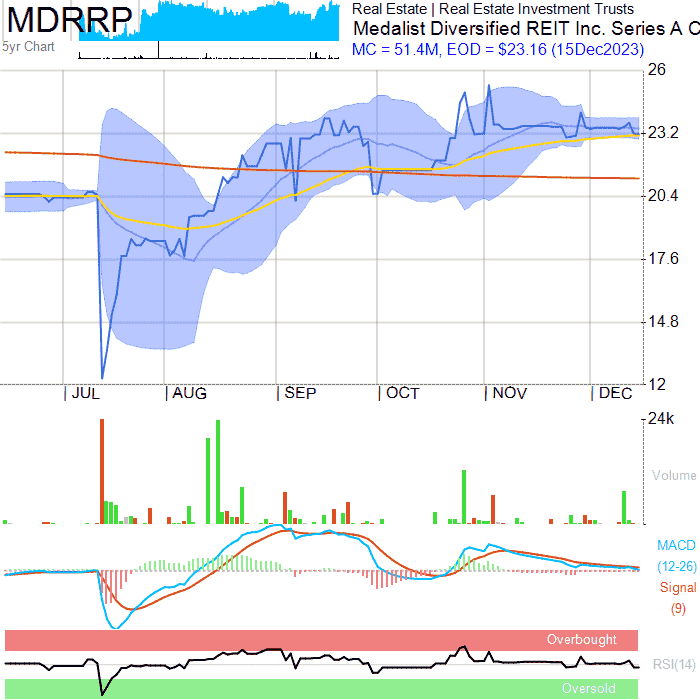 MDRRP
5yr Chart
Real Estate | Real Estate Investment Trusts
Medalist Diversified REIT Inc. Series A C
MC = 51.4M, EOD = $23.16 (15Dec2023)
26
23.2
20.4
17.6
14.8
12
JUL AUG SEP OCT NOV DEC
24k
Volume
MACD
(12-26)
Signal
(9)
Overbought
RSI(14)
Oversold